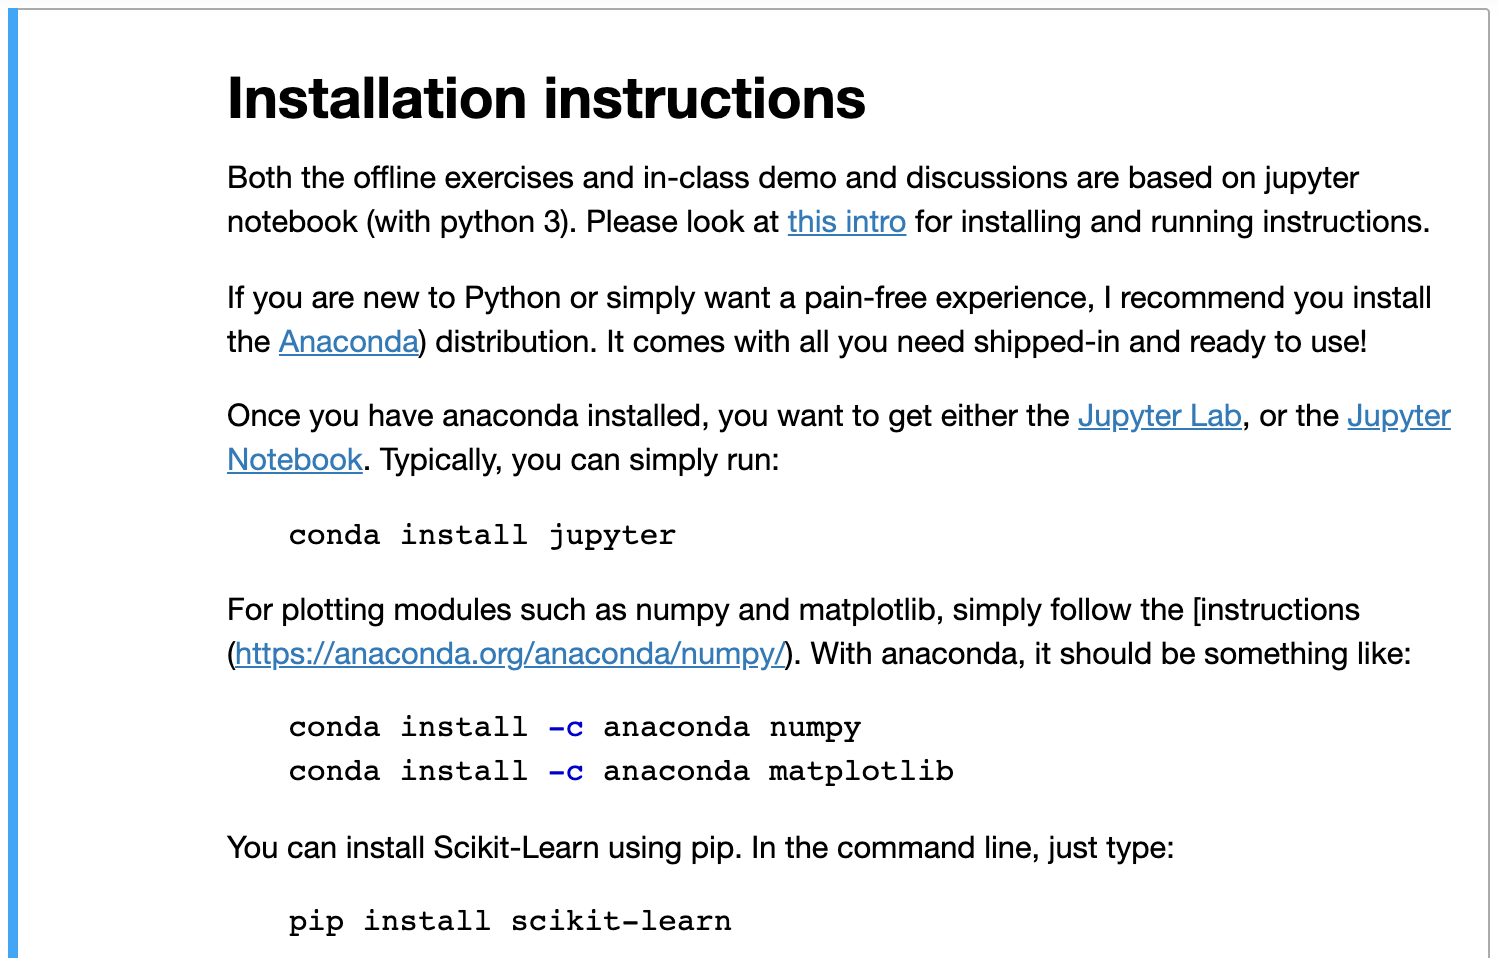 Installation instructions
Both the offline exercises and in-class demo and discussions are based on jupyter
notebook (with python 3). Please look at this intro for installing and running instructions.
If you are new to Python or simply want a pain-free experience, I recommend you install
the Anaconda) distribution. It comes with all you need shipped-in and ready to use!
Once you have anaconda installed, you want to get either the Jupyter Lab, or the Jupyter
Notebook. Typically, you can simply run:
conda install jupyter
For plotting modules such as numpy and matplotlib, simply follow the [instructions
(https://anaconda.org/anaconda/numpy/). With anaconda, it should be something like:
conda install -c anaconda numpy
conda install -c anaconda matplotlib
You can install Scikit-Learn using pip. In the command line, just type:
pip install scikit-learn